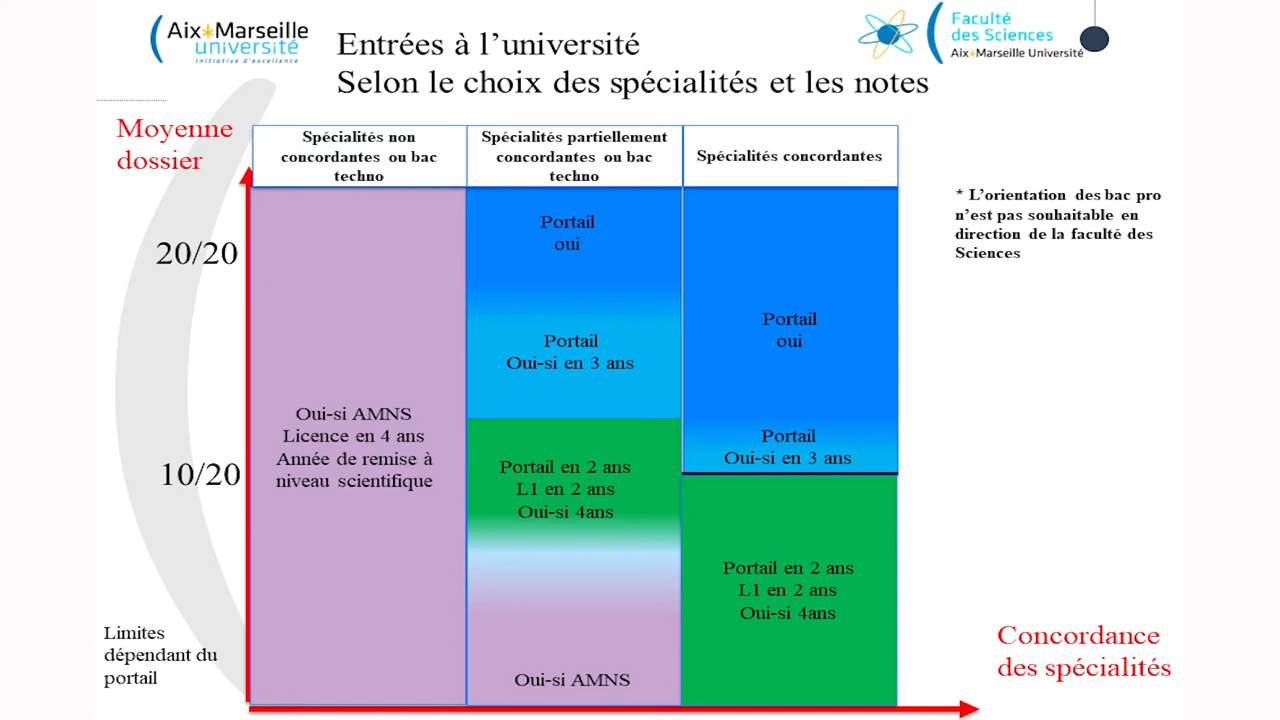 Aix*Marseille
université
initiative d'excellence
Entrées à l'université
Selon le choix des spécialités et les notes
Faculté
des Sciences
Aix*Marseille Université
Moyenne
dossier
Spécialités non
concordantes ou bac
techno
Spécialités partiellement
concordantes ou bac
techno
Spécialités concordantes
* L'orientation des bac pro
n'est pas souhaitable en
direction de la faculté des
Sciences
20/20
10/20
Oui-si AMNS
Licence en 4 ans
Année de remise à
niveau scientifique
Portail
oui
Portail
Oui-si en 3 ans
Portail en 2 ans
L1 en 2 ans
Oui-si 4ans
Oui-si AMNS
Portail
oui
Portail
Oui-si en 3 ans
Portail en 2 ans
L1 en 2 ans
Oui-si 4ans
Limites
dépendant du
portail
Concordance
des spécialités